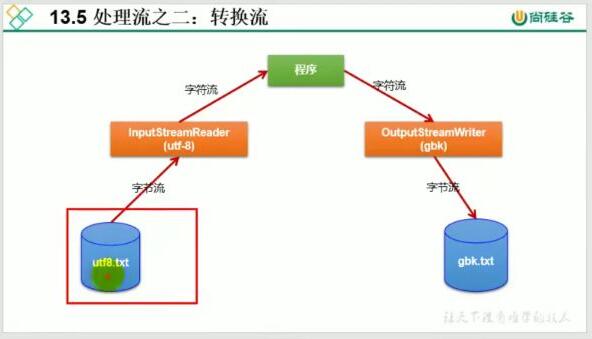 13.5 处理流之二：转换流
尚硅谷
程序
字符流
字符流
InputStreamReader
(utf-8)
OutputStreamWriter
(gbk)
字节流
字节流
utf8.txt
gbk.txt
让天下没有难学的技术